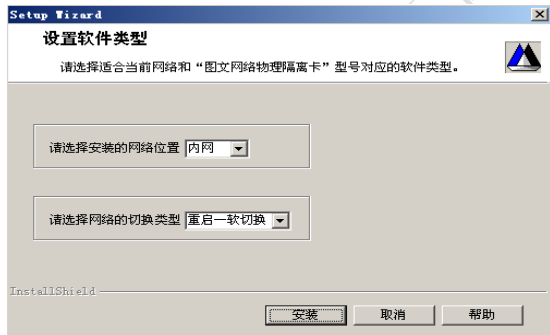 Setup Wizard
设置软件类型
请选择适合当前网络和“图文网络物理隔离卡”型号对应的软件类型。
请选择安装的网络位置 内网
请选择网络的切换类型 重启—软切换
InstallShield
安装 取消 帮助